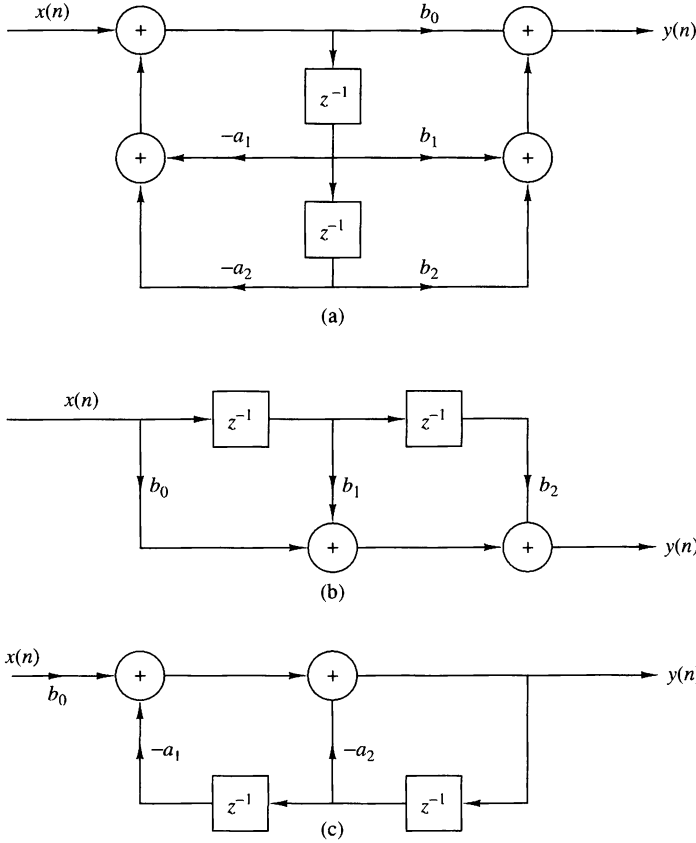 x(n) + b₀ + y(n)
z⁻¹
+ −a₁ b₁ +
z⁻¹
−a₂ b₂
(a)
x(n) z⁻¹ z⁻¹
b₀ b₁ b₂
+ + y(n)
(b)
x(n) + + y(n
b₀
−a₁ −a₂
z⁻¹ z⁻¹
(c)